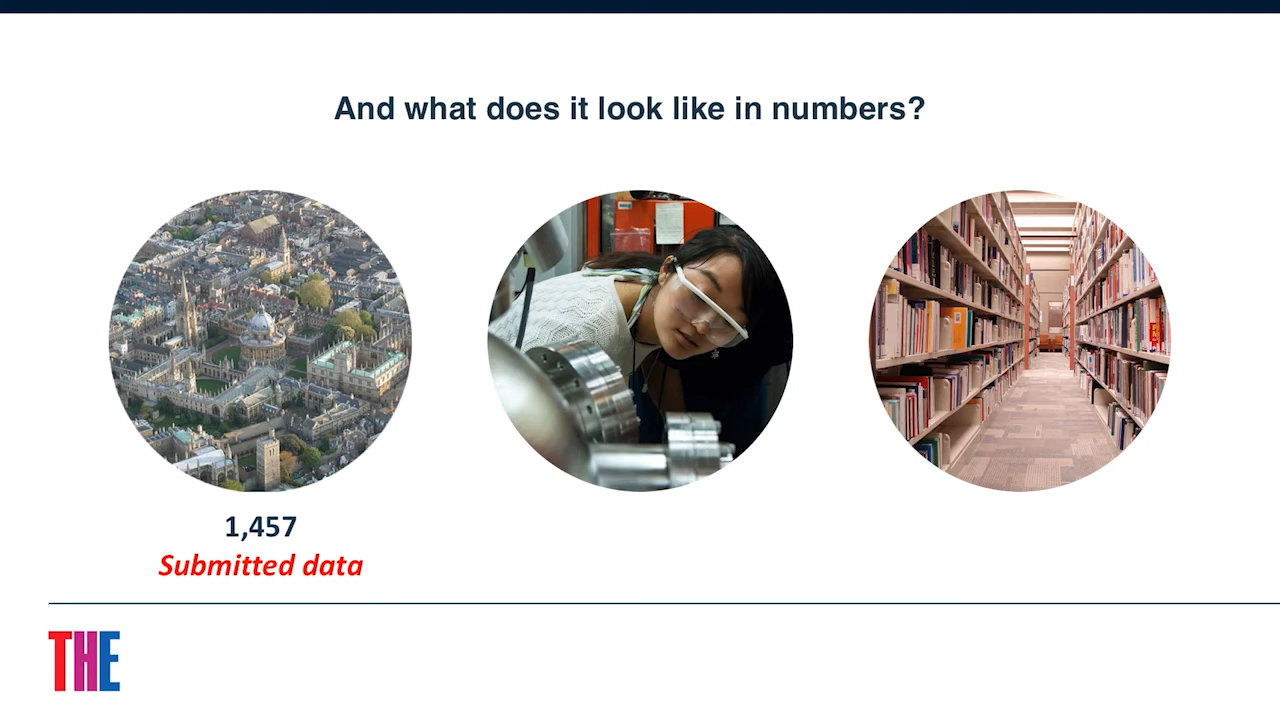 And what does it look like in numbers?
1,457
Submitted data
THE